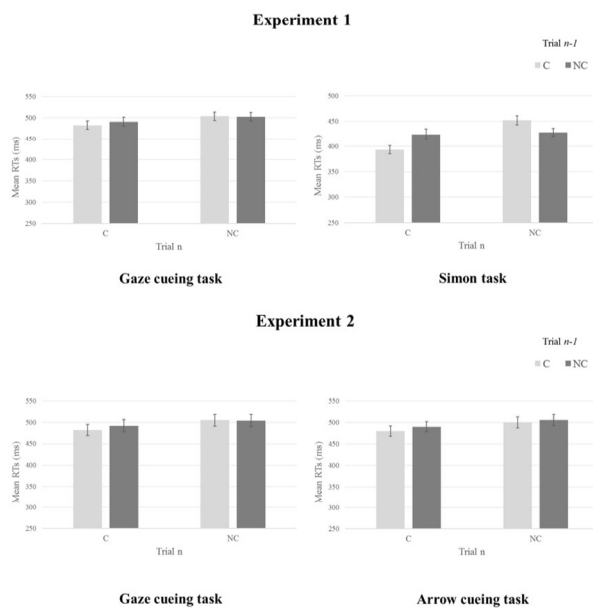 Experiment 1
Trial n-1
C NC
Mean RTs (ms)
550
500
450
400
350
300
250
C NC
Trial n
Gaze cueing task
Mean RTs (ms)
500
450
400
350
300
250
C NC
Trial n
Simon task
Experiment 2
Trial n-1
C NC
Mean RTs (ms)
550
500
450
400
350
300
250
C NC
Trial n
Gaze cueing task
Mean RTs (ms)
550
500
450
400
350
300
250
C NC
Trial n
Arrow cueing task